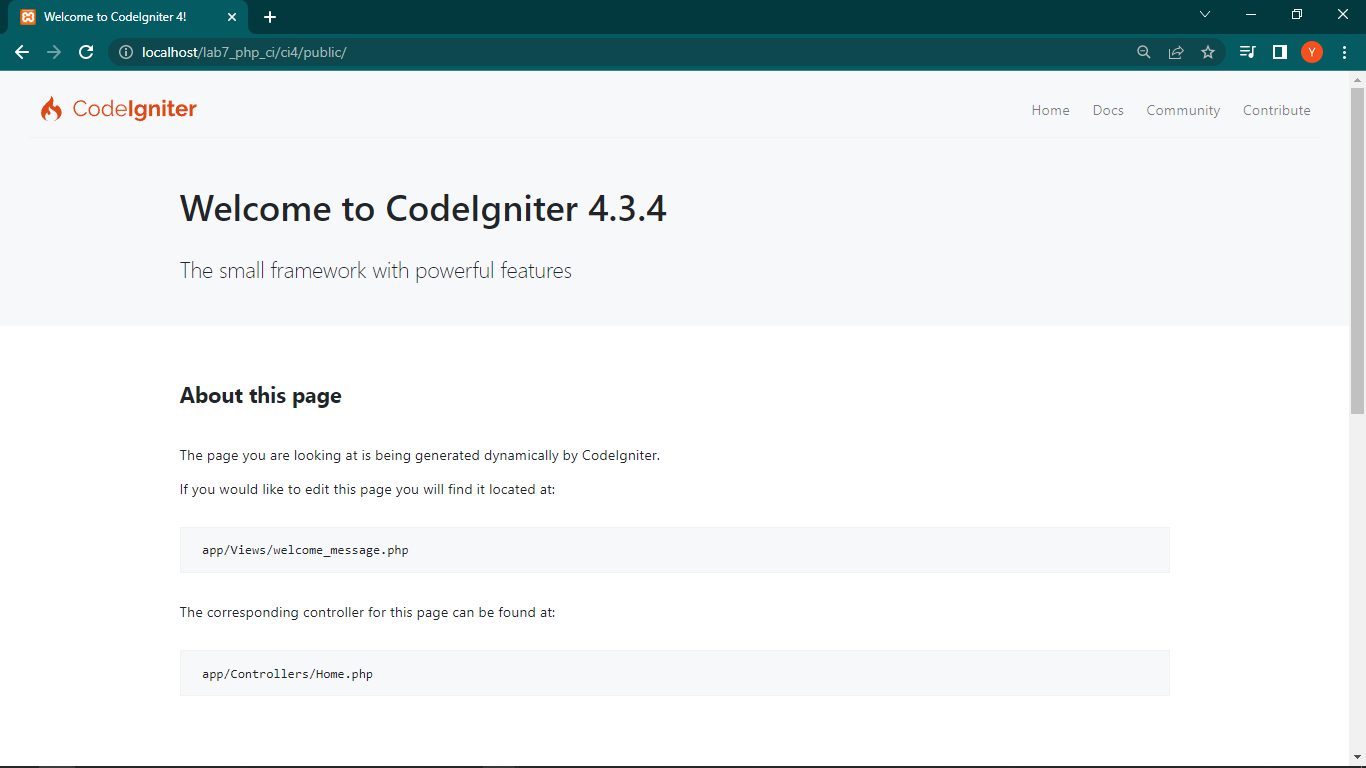 Welcome to CodeIgniter 4!
localhost/lab7_php_ci/ci4/public/
Y
CodeIgniter
Home Docs Community Contribute
Welcome to CodeIgniter 4.3.4
The small framework with powerful features
About this page
The page you are looking at is being generated dynamically by CodeIgniter.
If you would like to edit this page you will find it located at:
app/Views/welcome_message.php
The corresponding controller for this page can be found at:
app/Controllers/Home.php